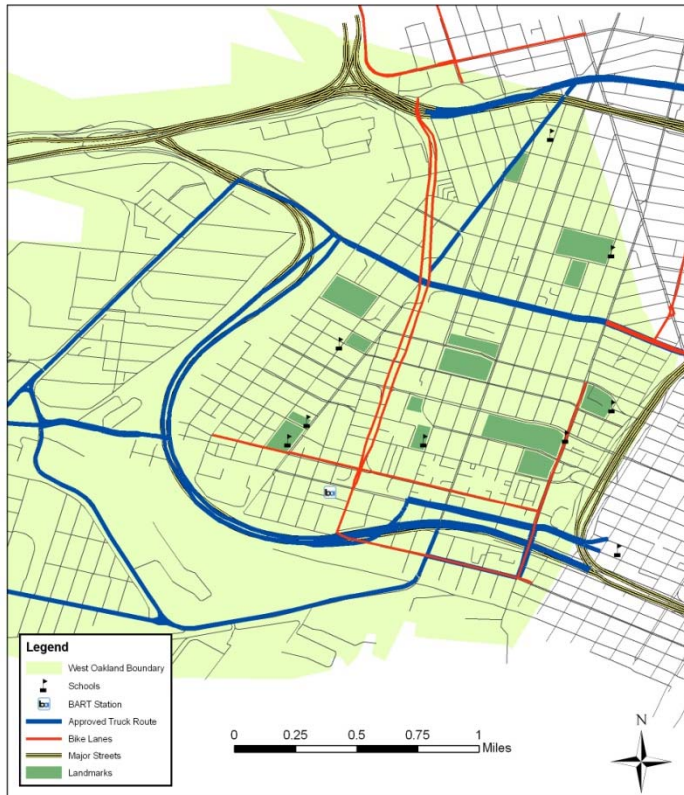 Legend
West Oakland Boundary
Schools
BART Station
Approved Truck Route
Bike Lanes
Major Streets
Landmarks
0 0.25 0.5 0.75 1
Miles
N